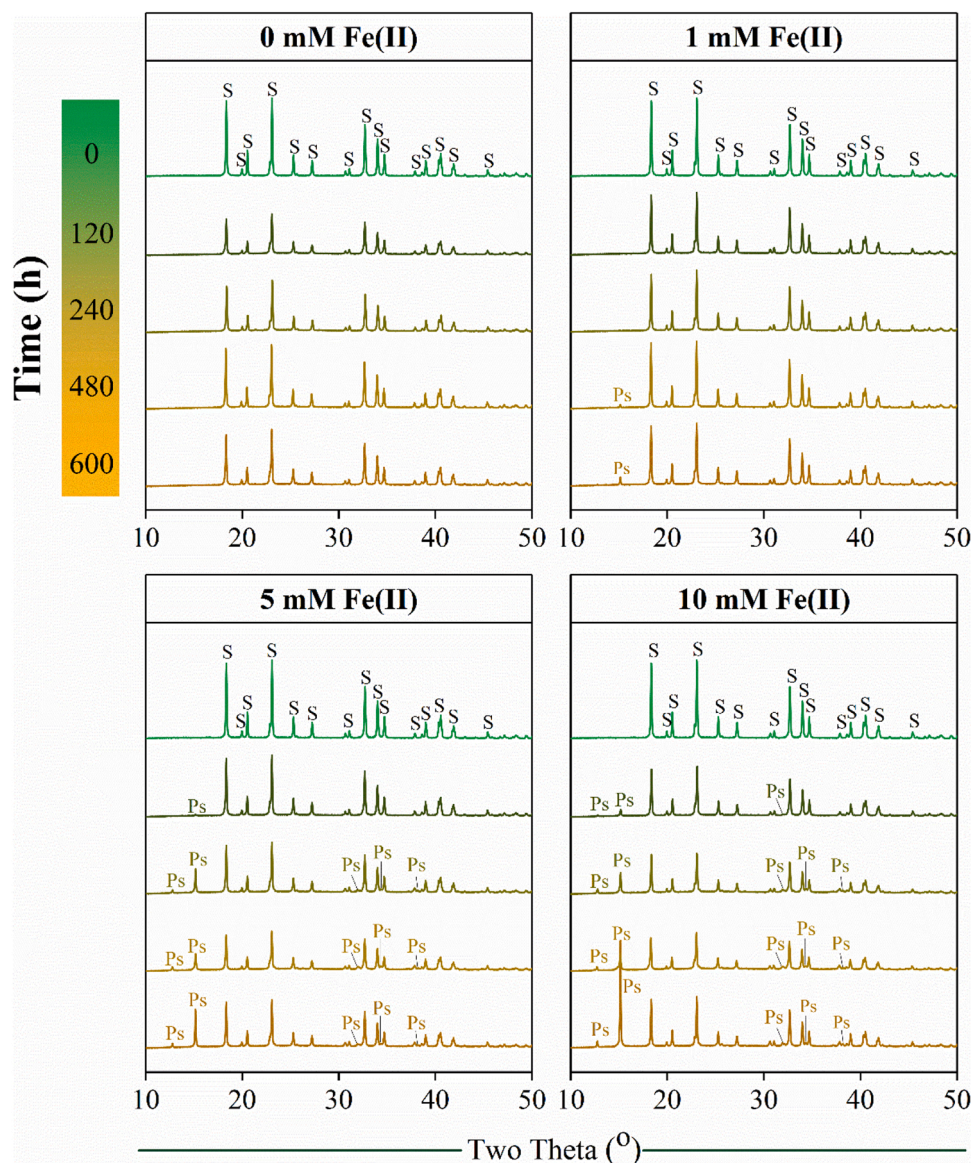 0 mM Fe(II)
1 mM Fe(II)
Time (h)
0
120
240
480
600
S S S S S S S S S S S S S S
S S S S S S S S S S S S S S
Ps
Ps
10 20 30 40 50
10 20 30 40 50
5 mM Fe(II)
10 mM Fe(II)
S S S S S S S S S S S S S S
S S S S S S S S S S S S S S
Ps
Ps Ps Ps
Ps Ps Ps Ps Ps
Ps Ps Ps Ps Ps
Ps Ps Ps Ps Ps
Ps Ps Ps Ps Ps
Ps Ps Ps Ps Ps
Ps Ps Ps Ps Ps
10 20 30 40 50
10 20 30 40 50
Two Theta (o)